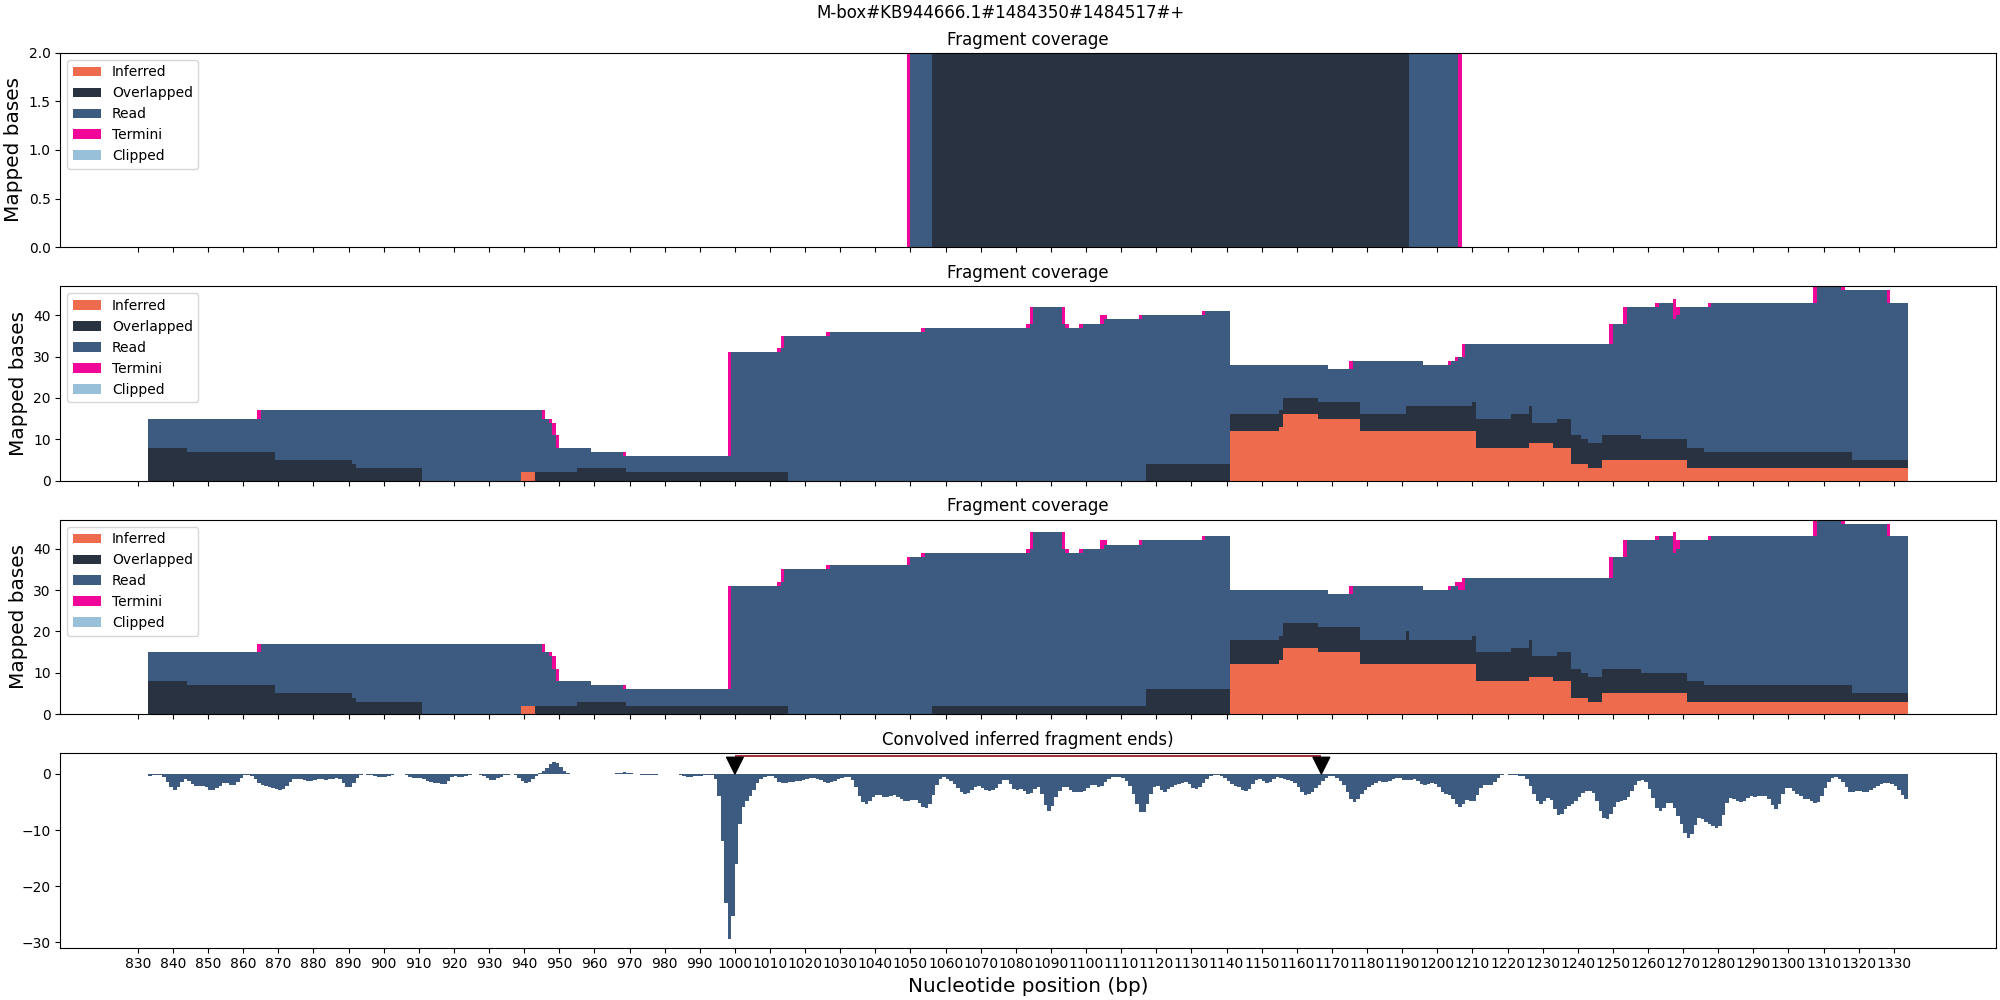 M-box#KB944666.1#1484350#1484517#+
Fragment coverage
Mapped bases
2.0
1.5
1.0
0.5
0.0
Inferred
Overlapped
Read
Termini
Clipped
Fragment coverage
Mapped bases
40
30
20
10
0
Inferred
Overlapped
Read
Termini
Clipped
Fragment coverage
Mapped bases
40
30
20
10
0
Inferred
Overlapped
Read
Termini
Clipped
Convolved inferred fragment ends)
0
−10
−20
−30
830 840 850 860 870 880 890 900 910 920 930 940 950 960 970 980 990 1000 1010 1020 1030 1040 1050 1060 1070 1080 1090 1100 1110 1120 1130 1140 1150 1160 1170 1180 1190 1200 1210 1220 1230 1240 1250 1260 1270 1280 1290 1300 1310 1320 1330
Nucleotide position (bp)